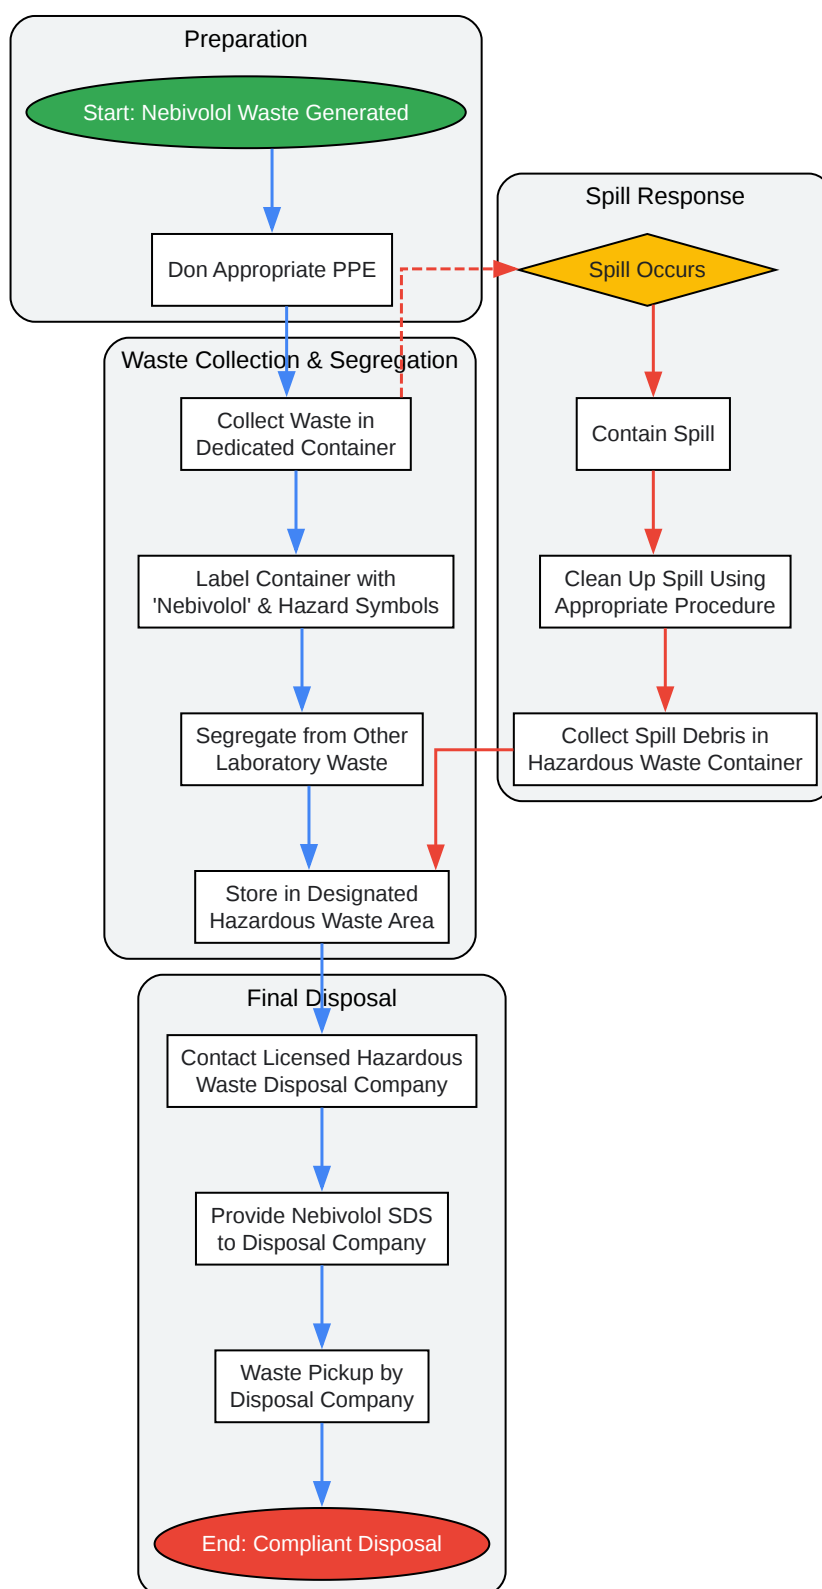 Preparation
Start: Nebivolol Waste Generated
Don Appropriate PPE
Spill Response
Spill Occurs
Contain Spill
Clean Up Spill Using
Appropriate Procedure
Collect Spill Debris in
Hazardous Waste Container
Waste Collection & Segregation
Collect Waste in
Dedicated Container
Label Container with
'Nebivolol' & Hazard Symbols
Segregate from Other
Laboratory Waste
Store in Designated
Hazardous Waste Area
Final Disposal
Contact Licensed Hazardous
Waste Disposal Company
Provide Nebivolol SDS
to Disposal Company
Waste Pickup by
Disposal Company
End: Compliant Disposal